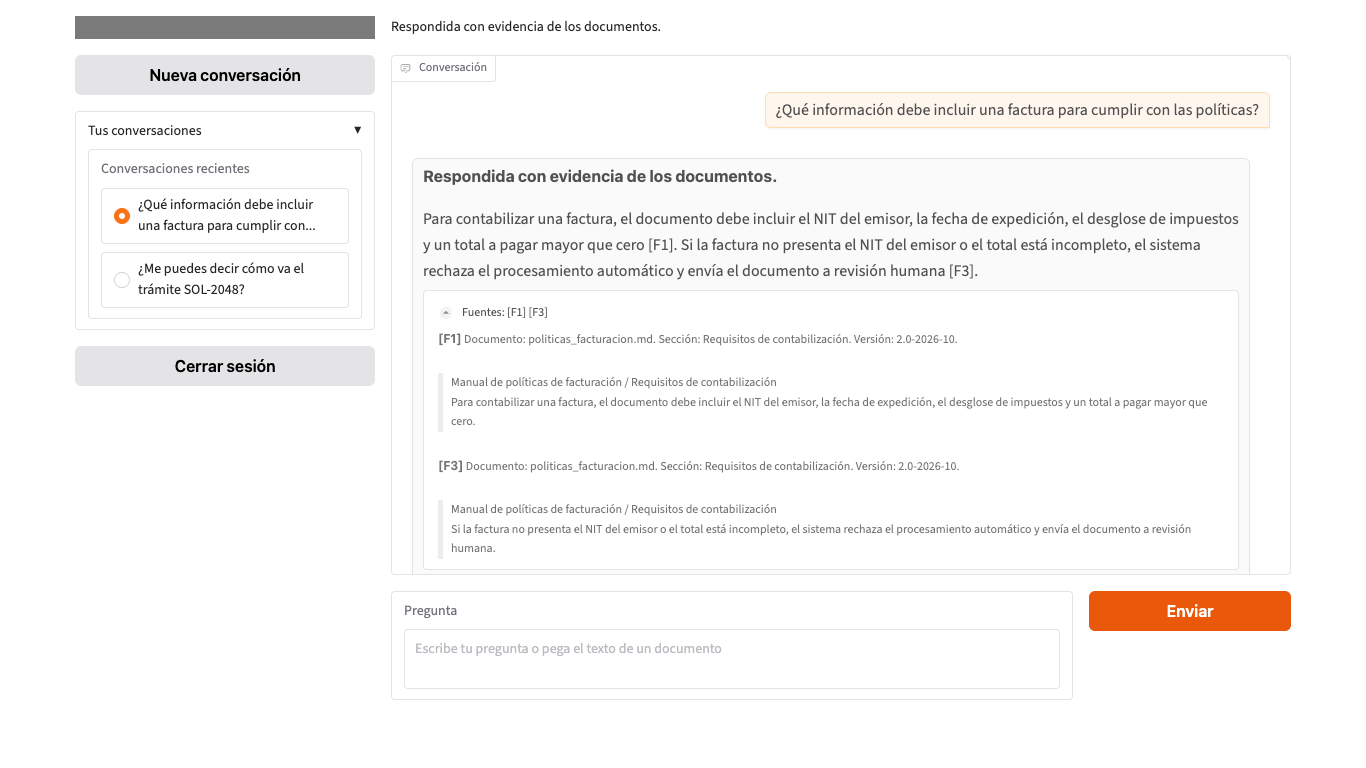 Respondida con evidencia de los documentos.
Nueva conversación
Tus conversaciones
▼
Conversaciones recientes
¿Qué información debe incluir
una factura para cumplir con...
¿Me puedes decir cómo va el
trámite SOL-2048?
Cerrar sesión
Conversación
¿Qué información debe incluir una factura para cumplir con las políticas?
Respondida con evidencia de los documentos.
Para contabilizar una factura, el documento debe incluir el NIT del emisor, la fecha de expedición, el desglose de impuestos
y un total a pagar mayor que cero [F1]. Si la factura no presenta el NIT del emisor o el total está incompleto, el sistema
rechaza el procesamiento automático y envía el documento a revisión humana [F3].
Fuentes: [F1] [F3]
[F1] Documento: politicas_facturacion.md. Sección: Requisitos de contabilización. Versión: 2.0-2026-10.
Manual de políticas de facturación / Requisitos de contabilización
Para contabilizar una factura, el documento debe incluir el NIT del emisor, la fecha de expedición, el desglose de impuestos y un total a pagar mayor que
cero.
[F3] Documento: politicas_facturacion.md. Sección: Requisitos de contabilización. Versión: 2.0-2026-10.
Manual de políticas de facturación / Requisitos de contabilización
Si la factura no presenta el NIT del emisor o el total está incompleto, el sistema rechaza el procesamiento automático y envía el documento a revisión
humana.
Pregunta
Escribe tu pregunta o pega el texto de un documento
Enviar